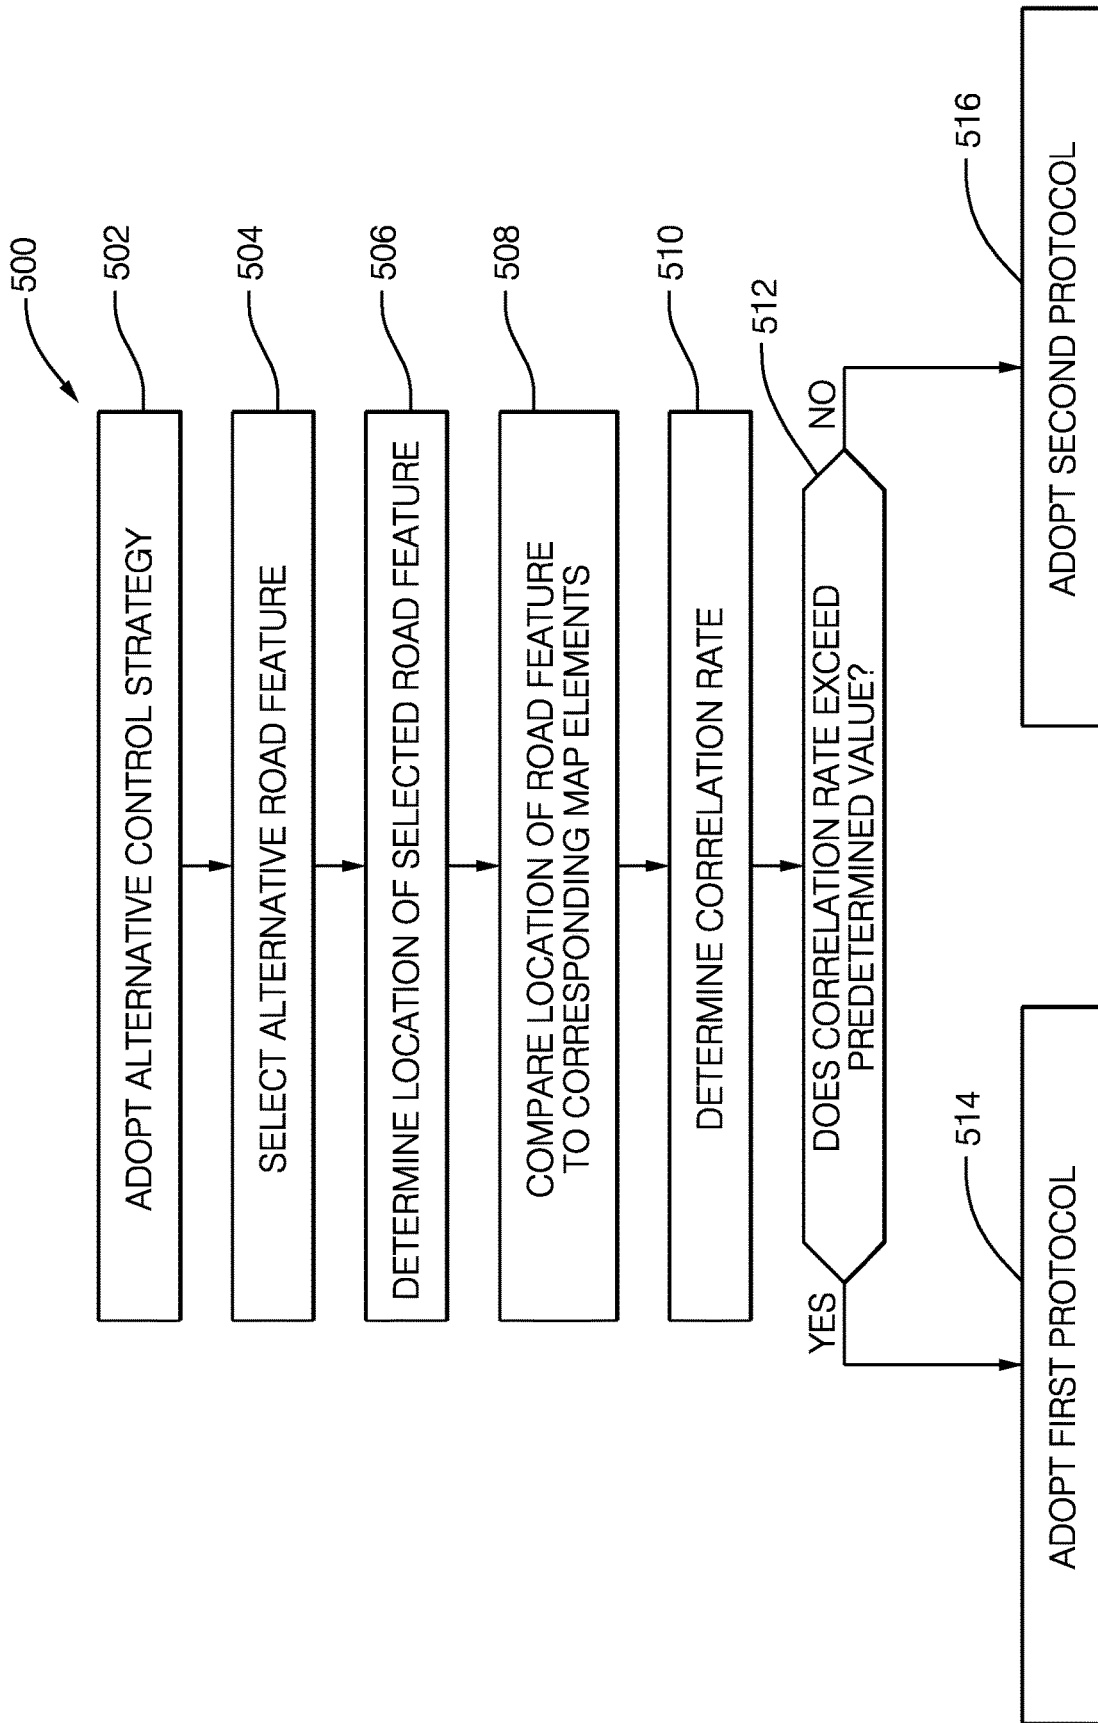 500
502
ADOPT ALTERNATIVE CONTROL STRATEGY
504
SELECT ALTERNATIVE ROAD FEATURE
506
DETERMINE LOCATION OF SELECTED ROAD FEATURE
508
COMPARE LOCATION OF ROAD FEATURE
TO CORRESPONDING MAP ELEMENTS
510
DETERMINE CORRELATION RATE
512
DOES CORRELATION RATE EXCEED
PREDETERMINED VALUE?
YES
NO
514
ADOPT FIRST PROTOCOL
516
ADOPT SECOND PROTOCOL